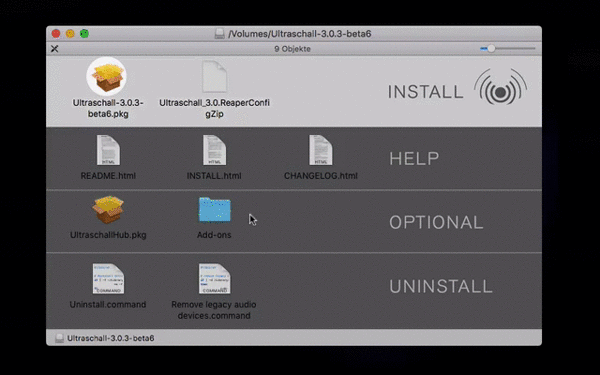 /Volumes/Ultraschall-3.0.3-beta6
9 Objekte
Ultraschall-3.0.3-
beta6.pkg
Ultraschall_3.0.ReaperConfi
gZip
INSTALL
HTML
HTML
HTML
README.html
INSTALL.html
CHANGELOG.html
HELP
UltraschallHub.pkg
Add-ons
OPTIONAL
COMMAND
COMMAND
Uninstall.command
Remove legacy audio
devices.command
UNINSTALL
Ultraschall-3.0.3-beta6